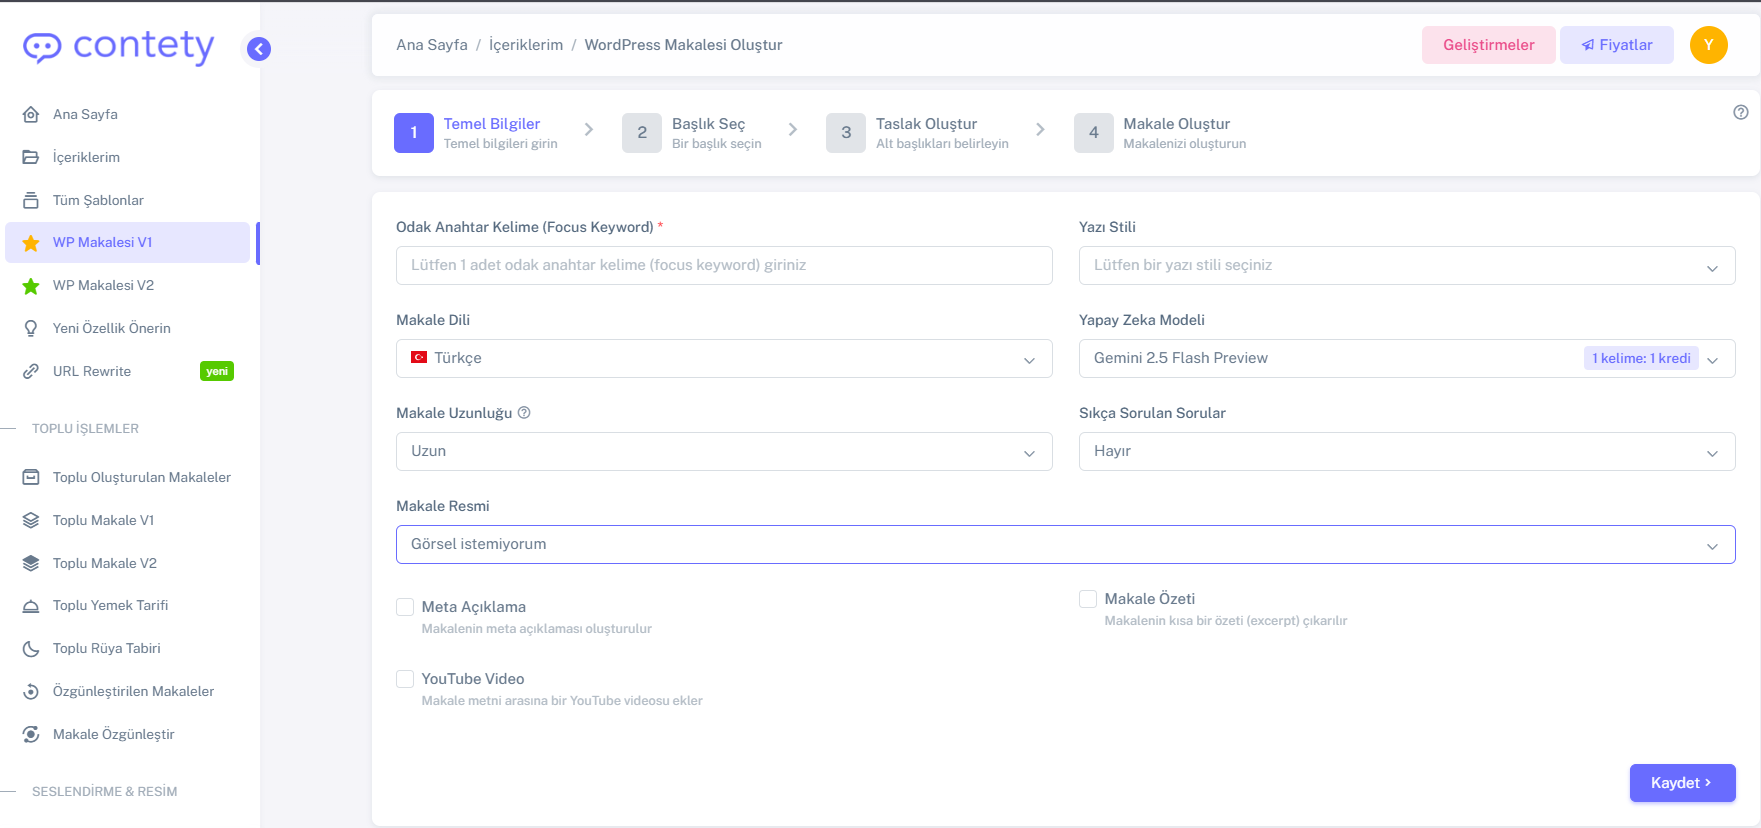 contety
Ana Sayfa
İçeriklerim
Tüm Şablonlar
WP Makalesi V1
WP Makalesi V2
Yeni Özellik Önerin
URL Rewrite yeni
TOPLU İŞLEMLER
Toplu Oluşturulan Makaleler
Toplu Makale V1
Toplu Makale V2
Toplu Yemek Tarifi
Toplu Rüya Tabiri
Özgünleştirilen Makaleler
Makale Özgünleştir
SESLENDİRME & RESİM
Ana Sayfa / İçeriklerim / WordPress Makalesi Oluştur
Geliştirmeler
Fiyatlar
Y
1 Temel Bilgiler
Temel bilgileri girin
2 Başlık Seç
Bir başlık seçin
3 Taslak Oluştur
Alt başlıkları belirleyin
4 Makale Oluştur
Makalenizi oluşturun
Odak Anahtar Kelime (Focus Keyword) *
Lütfen 1 adet odak anahtar kelime (focus keyword) giriniz
Yazı Stili
Lütfen bir yazı stili seçiniz
Makale Dili
Türkçe
Yapay Zeka Modeli
Gemini 2.5 Flash Preview 1 kelime: 1 kredi
Makale Uzunluğu
Uzun
Sıkça Sorulan Sorular
Hayır
Makale Resmi
Görsel istemiyorum
Meta Açıklama
Makalenin meta açıklaması oluşturulur
Makale Özeti
Makalenin kısa bir özeti (excerpt) çıkarılır
YouTube Video
Makale metni arasına bir YouTube videosu ekler
Kaydet